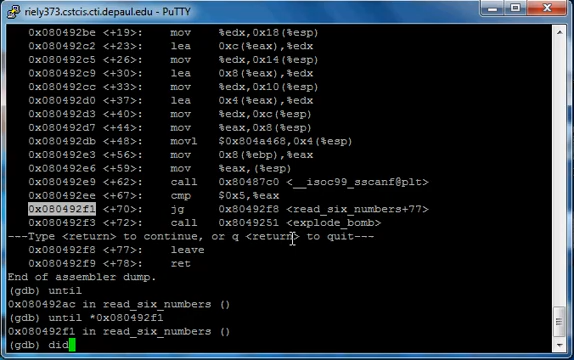 riely373.cstcis.cti.depaul.edu - PuTTY
0x080492be <+19>: mov %edx,0x18(%esp)
0x080492c2 <+23>: lea 0xc(%eax),%edx
0x080492c5 <+26>: mov %edx,0x14(%esp)
0x080492c9 <+30>: lea 0x8(%eax),%edx
0x080492cc <+33>: mov %edx,0x10(%esp)
0x080492d0 <+37>: lea 0x4(%eax),%edx
0x080492d3 <+40>: mov %edx,0xc(%esp)
0x080492d7 <+44>: mov %eax,0x8(%esp)
0x080492db <+48>: movl $0x804a468,0x4(%esp)
0x080492e3 <+56>: mov 0x8(%ebp),%eax
0x080492e6 <+59>: mov %eax,(%esp)
0x080492e9 <+62>: call 0x80487c0 <__isoc99_sscanf@plt>
0x080492ee <+67>: cmp $0x5,%eax
0x080492f1 <+70>: jg 0x80492f8 <read_six_numbers+77>
0x080492f3 <+72>: call 0x8049251 <explode_bomb>
---Type <return> to continue, or q <return> to quit---
0x080492f8 <+77>: leave
0x080492f9 <+78>: ret
End of assembler dump.
(gdb) until
0x080492ac in read_six_numbers ()
(gdb) until *0x080492f1
0x080492f1 in read_six_numbers ()
(gdb) did